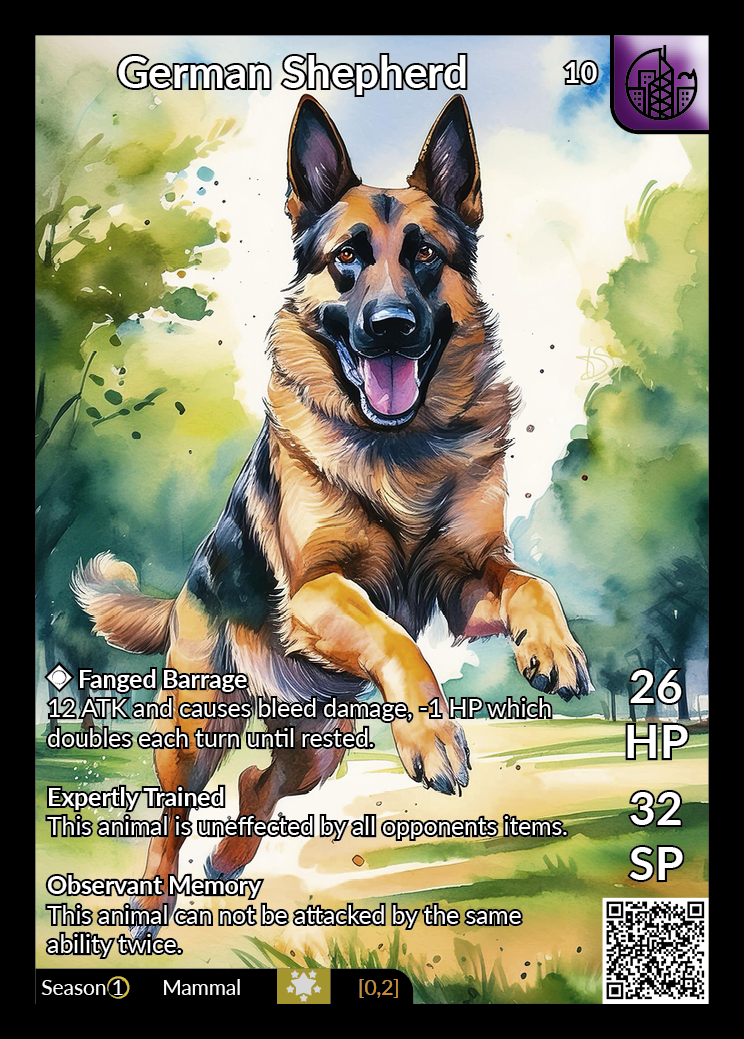 German Shepherd
10
Fanged Barrage
12 ATK and causes bleed damage, -1 HP which
doubles each turn until rested.
Expertly Trained
This animal is uneffected by all opponents items.
Observant Memory
This animal can not be attacked by the same
ability twice.
26
HP
32
SP
Season 1
Mammal
[0,2]